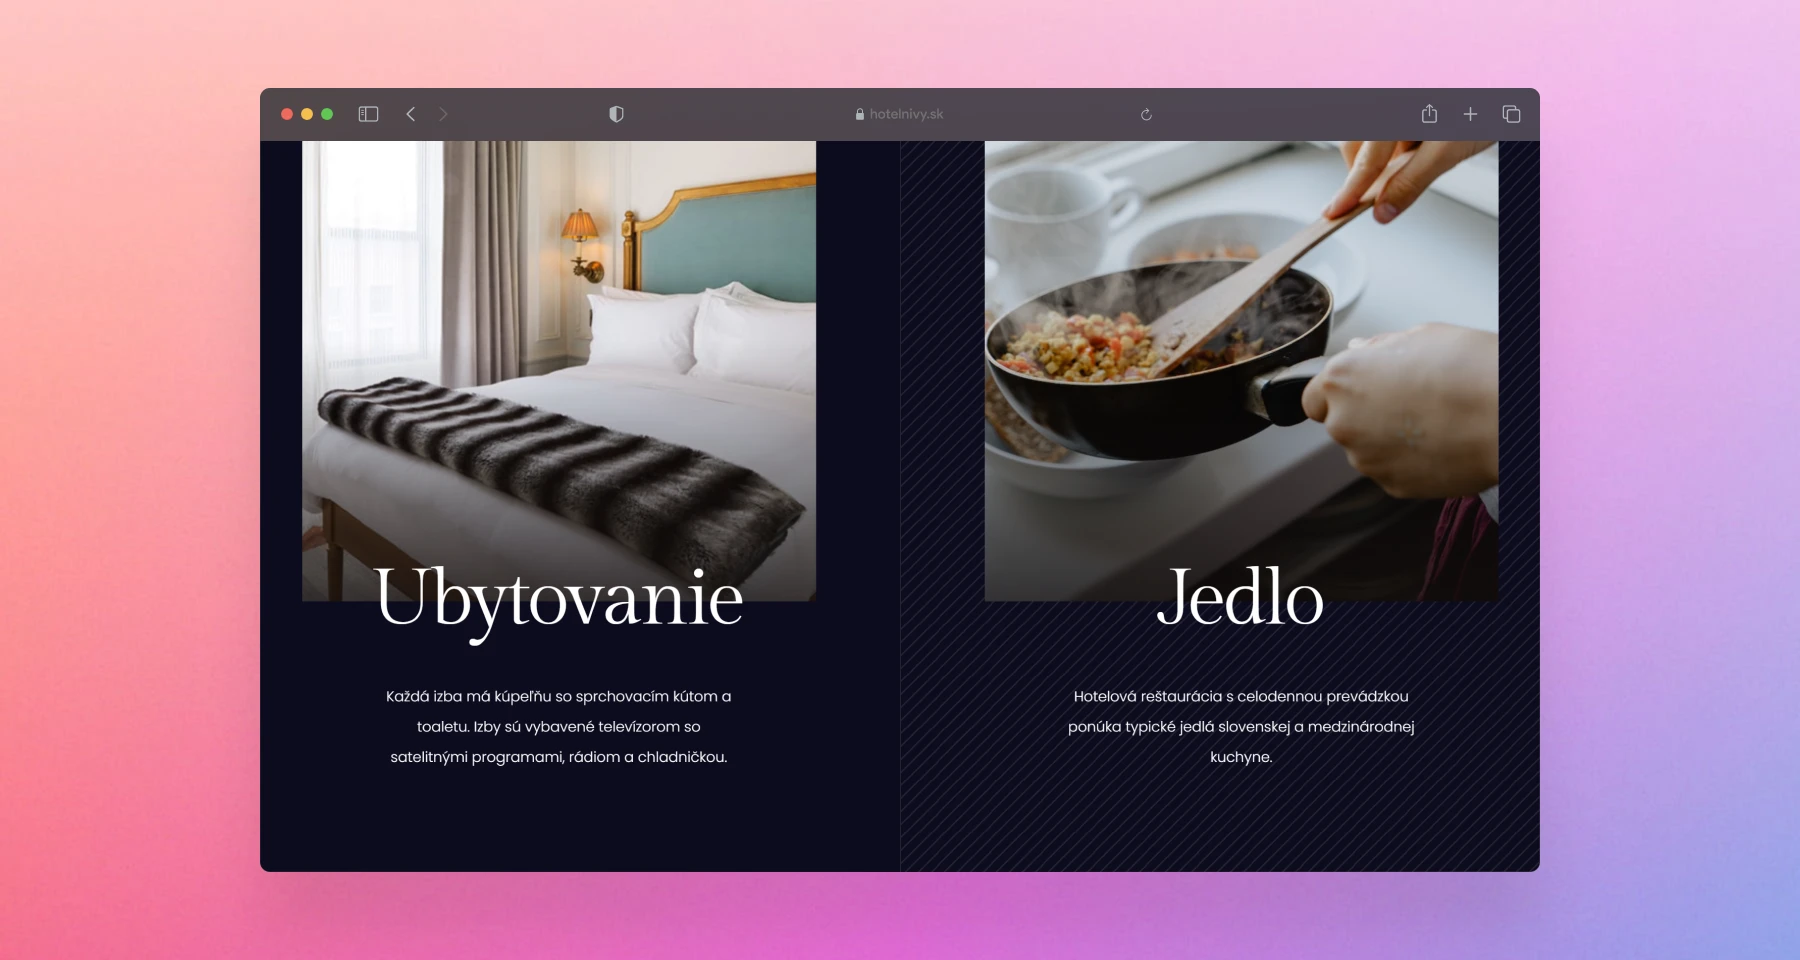 hotelnivy.sk
Ubytovanie
Každá izba má kúpeľňu so sprchovacím kútom a
toaletu. Izby sú vybavené televízorom so
satelitnými programami, rádiom a chladničkou.
Jedlo
Hotelová reštaurácia s celodennou prevádzkou
ponúka typické jedlá slovenskej a medzinárodnej
kuchyne.